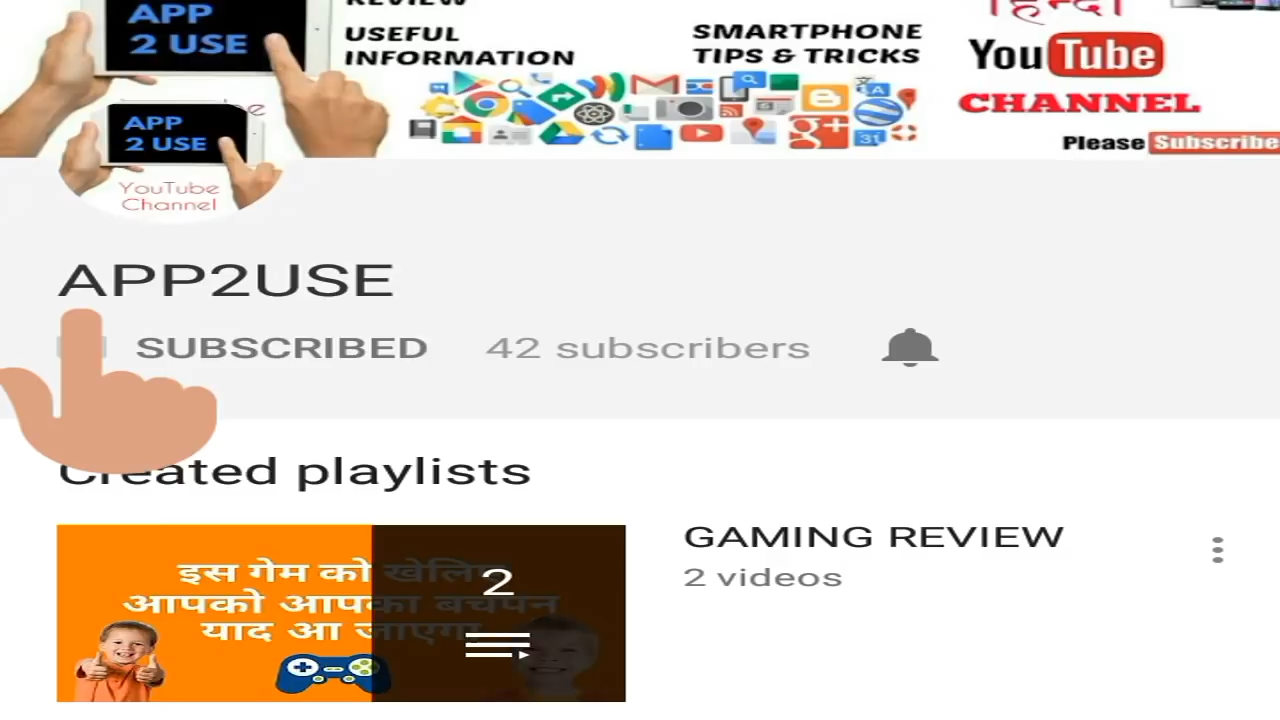 APP
2 USE
REVIEW
USEFUL
INFORMATION
SMARTPHONE
TIPS & TRICKS
हिन्दी
YouTube
CHANNEL
Please Subscribe
APP
2 USE
YouTube
Channel
APP2USE
SUBSCRIBED 42 subscribers
Created playlists
इस गेम को खेलिए
आपको आपका बचपन
याद आ जाएगा
2
GAMING REVIEW
2 videos